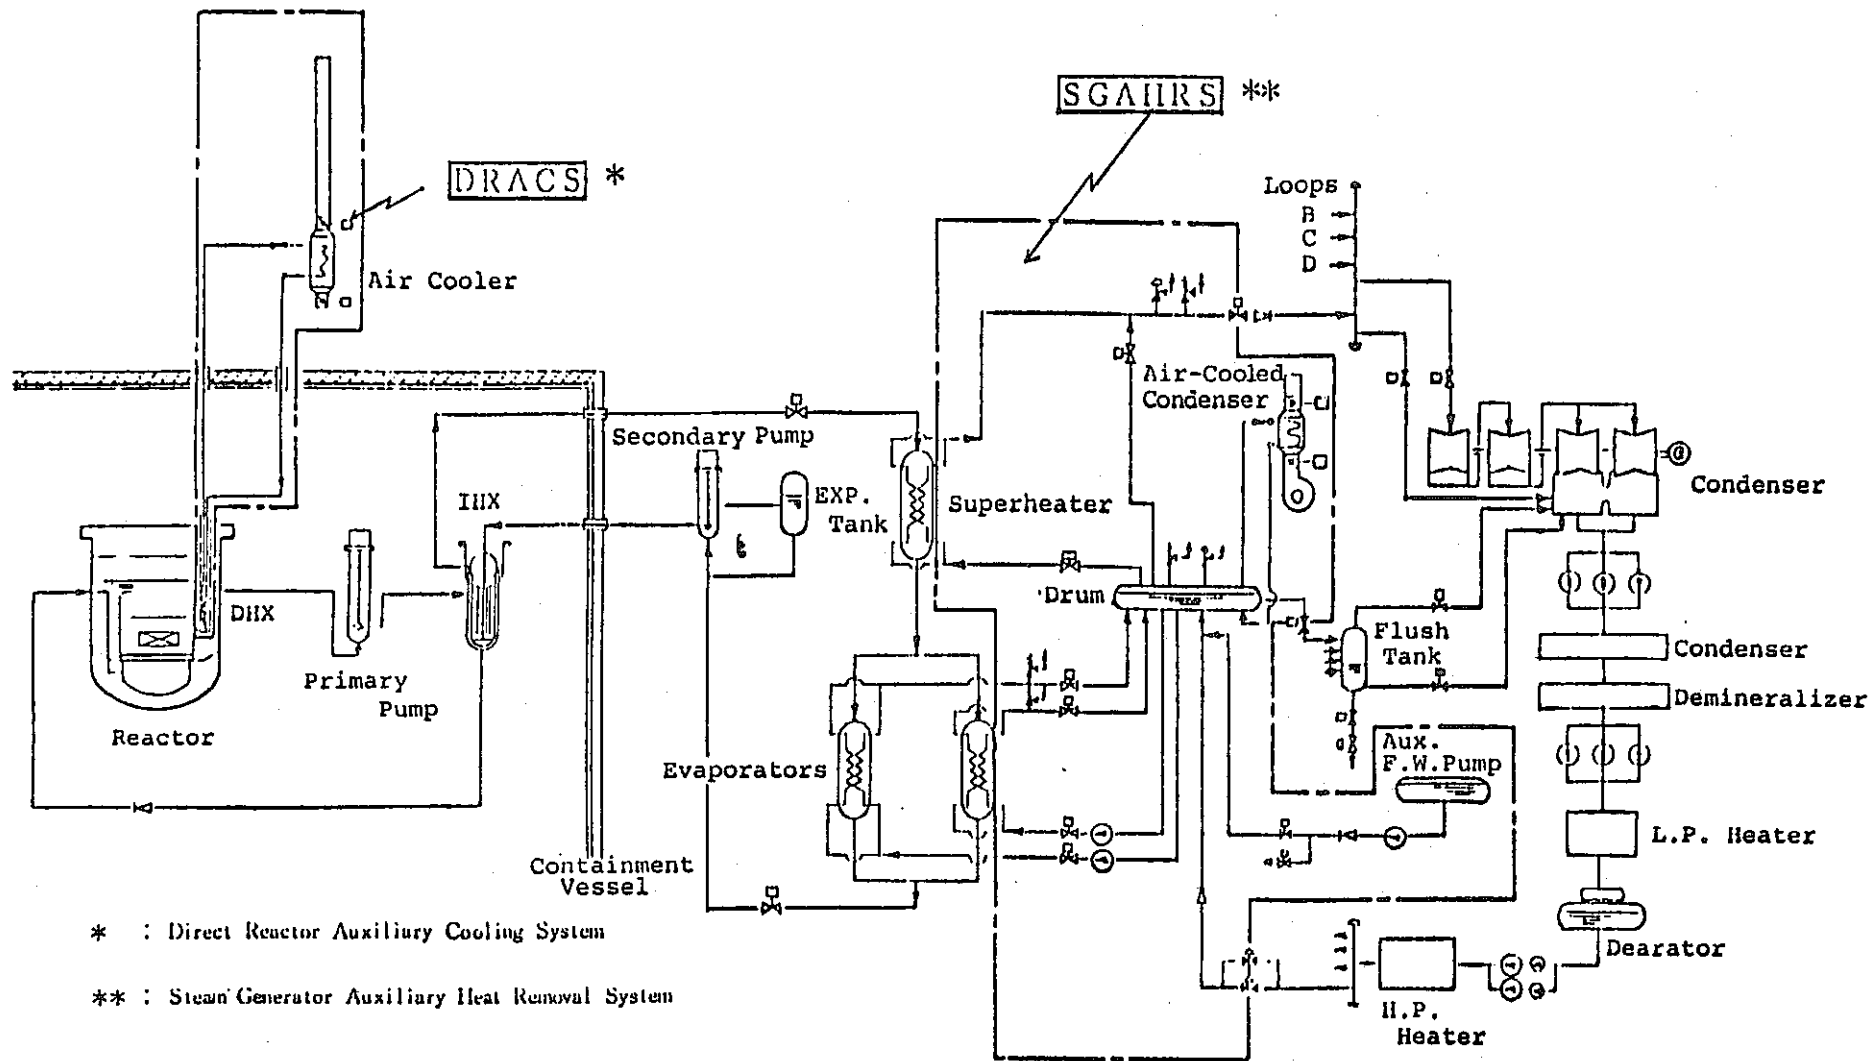 SGAHRS **
DRACS *
Loops
B
C
D
Air Cooler
Air-Cooled
Condenser
Secondary Pump
IHX
EXP.
Tank
Superheater
Condenser
DHX
Drum
Flush
Tank
Condenser
Primary
Pump
Demineralizer
Reactor
Evaporators
Aux.
F.W.Pump
L.P. Heater
Containment
Vessel
* : Direct Reactor Auxiliary Cooling System
Dearator
** : Steam Generator Auxiliary Heat Removal System
H.P.
Heater